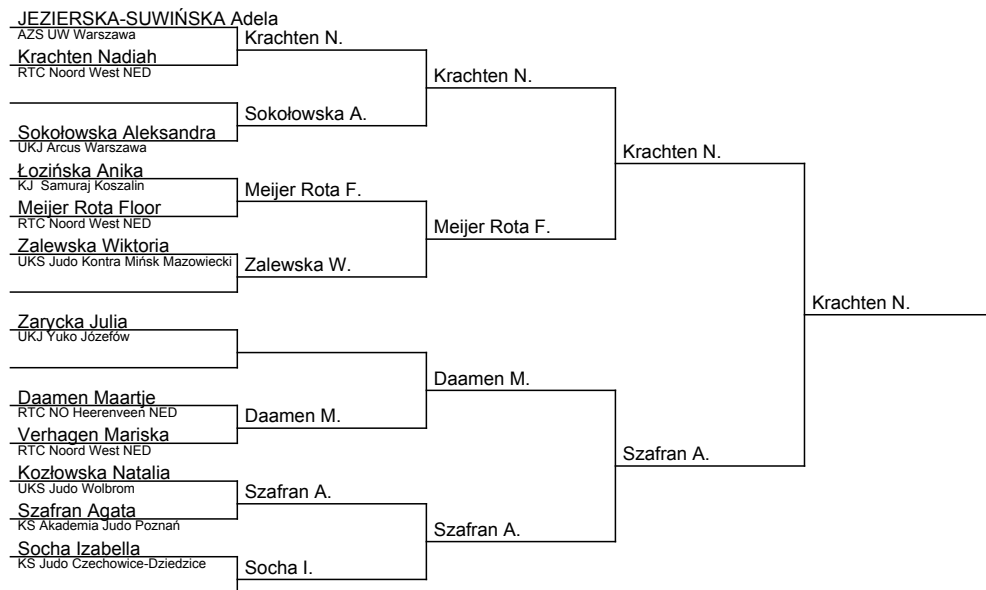 JEZIERSKA-SUWIŃSKA Adela
AZS UW Warszawa
Krachten Nadiah
RTC Noord West NED
Sokołowska Aleksandra
UKJ Arcus Warszawa
Łozińska Anika
KJ Samuraj Koszalin
Meijer Rota Floor
RTC Noord West NED
Zalewska Wiktoria
UKS Judo Kontra Mińsk Mazowiecki
Zarycka Julia
UKJ Yuko Józefów
Daamen Maartje
RTC NO Heerenveen NED
Verhagen Mariska
RTC Noord West NED
Kozłowska Natalia
UKS Judo Wolbrom
Szafran Agata
KS Akademia Judo Poznań
Socha Izabella
KS Judo Czechowice-Dziedzice
Krachten N.
Sokołowska A.
Meijer Rota F.
Zalewska W.
Daamen M.
Szafran A.
Socha I.
Krachten N.
Meijer Rota F.
Daamen M.
Szafran A.
Krachten N.
Szafran A.
Krachten N.